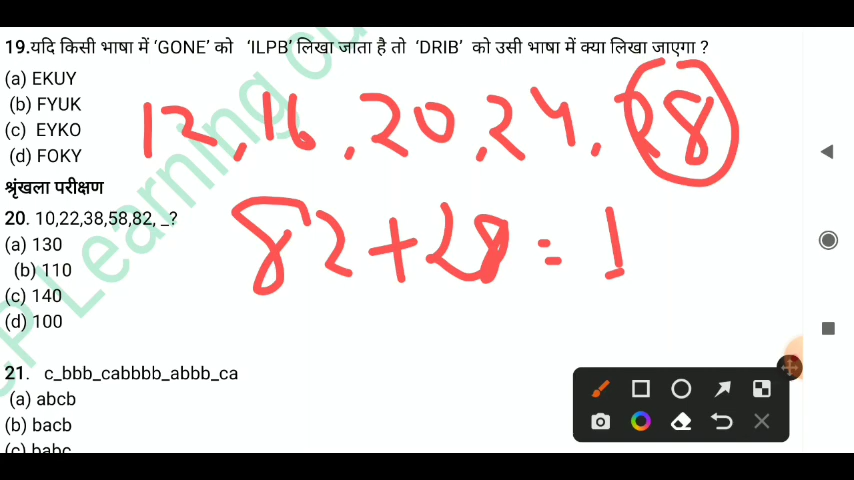 19.यदि किसी भाषा में ‘GONE’ को ‘ILPB’ लिखा जाता है तो ‘DRIB’ को उसी भाषा में क्या लिखा जाएगा ?
(a) EKUY
(b) FYUK
(c) EYKO
(d) FOKY
12, 16, 20, 24, 28
श्रृंखला परीक्षण
20. 10,22,38,58,82, _?
(a) 130
(b) 110
(c) 140
(d) 100
82+28=1
21. c_bbb_cabbbb_abbb_ca
(a) abcb
(b) bacb
(c) babc